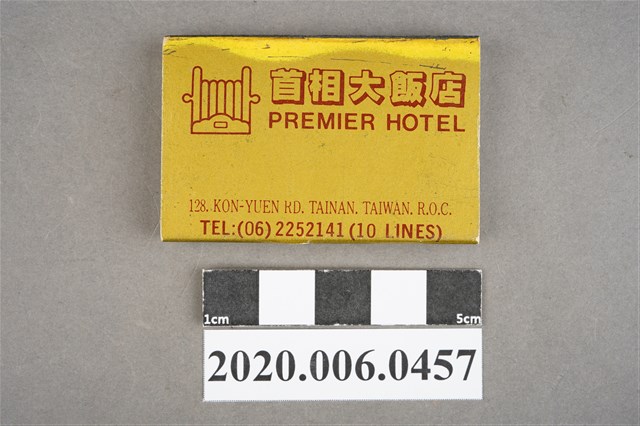 首相大飯店
PREMIER HOTEL
128. KON-YUEN RD. TAINAN. TAIWAN. R.O.C.
TEL:(06)2252141(10 LINES)
1cm 5cm
2020.006.0457